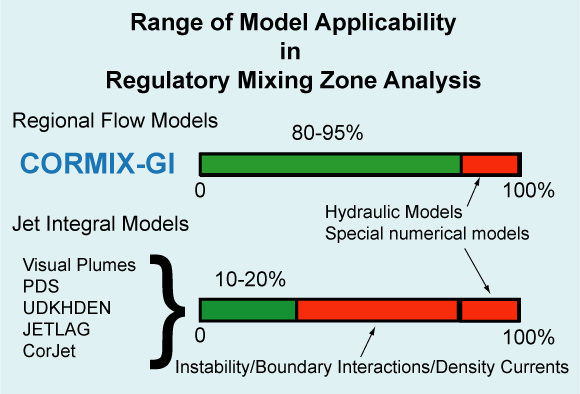 Range of Model Applicability
in
Regulatory Mixing Zone Analysis
Regional Flow Models
80-95%
CORMIX-GI
0
100%
Hydraulic Models
Special numerical models
Jet Integral Models
Visual Plumes
PDS
UDKHDEN
JETLAG
CorJet
10-20%
0
100%
Instability/Boundary Interactions/Density Currents